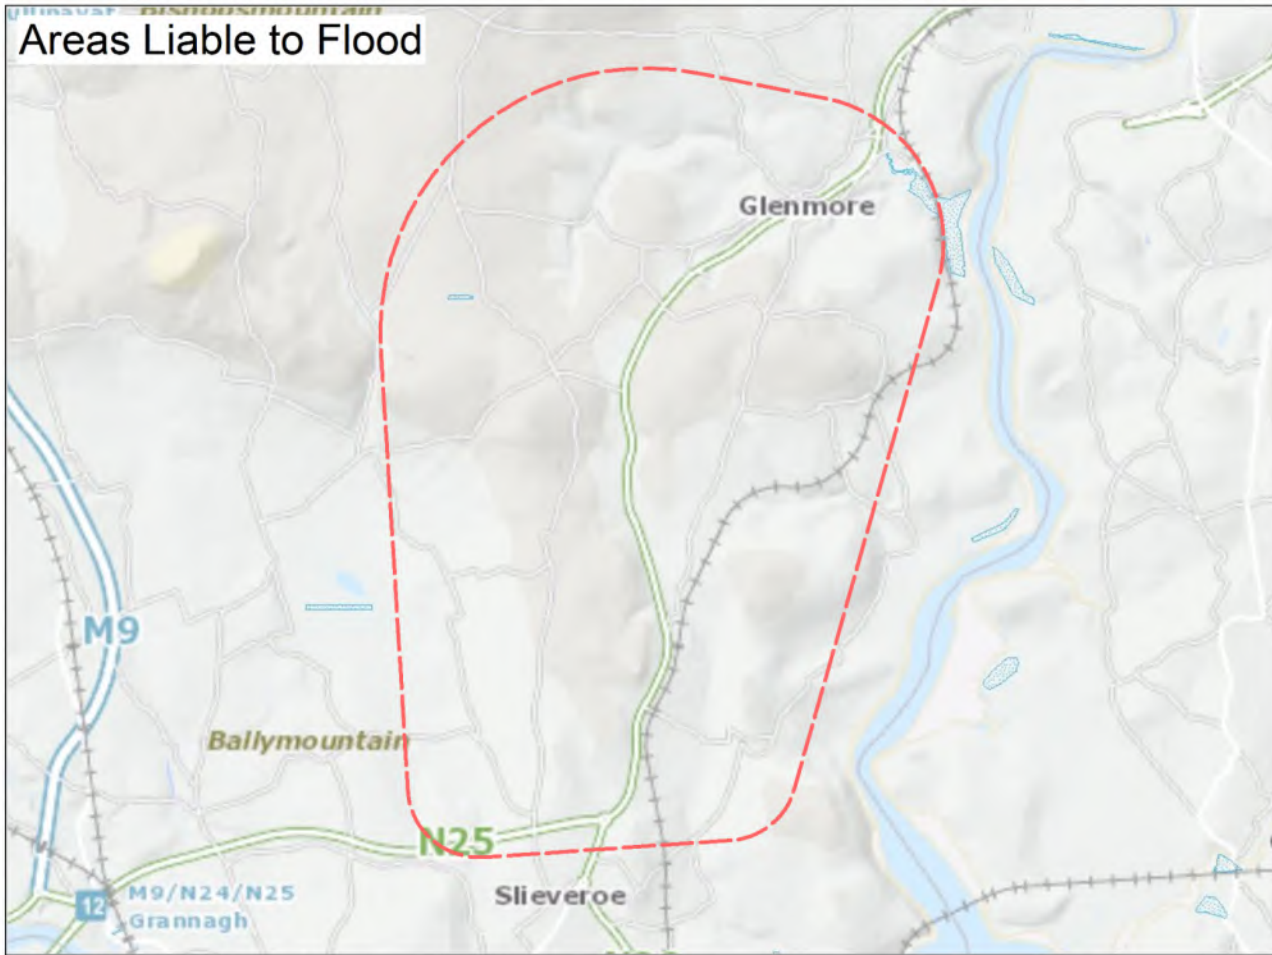 Areas Liable to Flood
Glenmore
M9
Ballymountain
N25
M9/N24/N25
12
Grannagh
Slieveroe